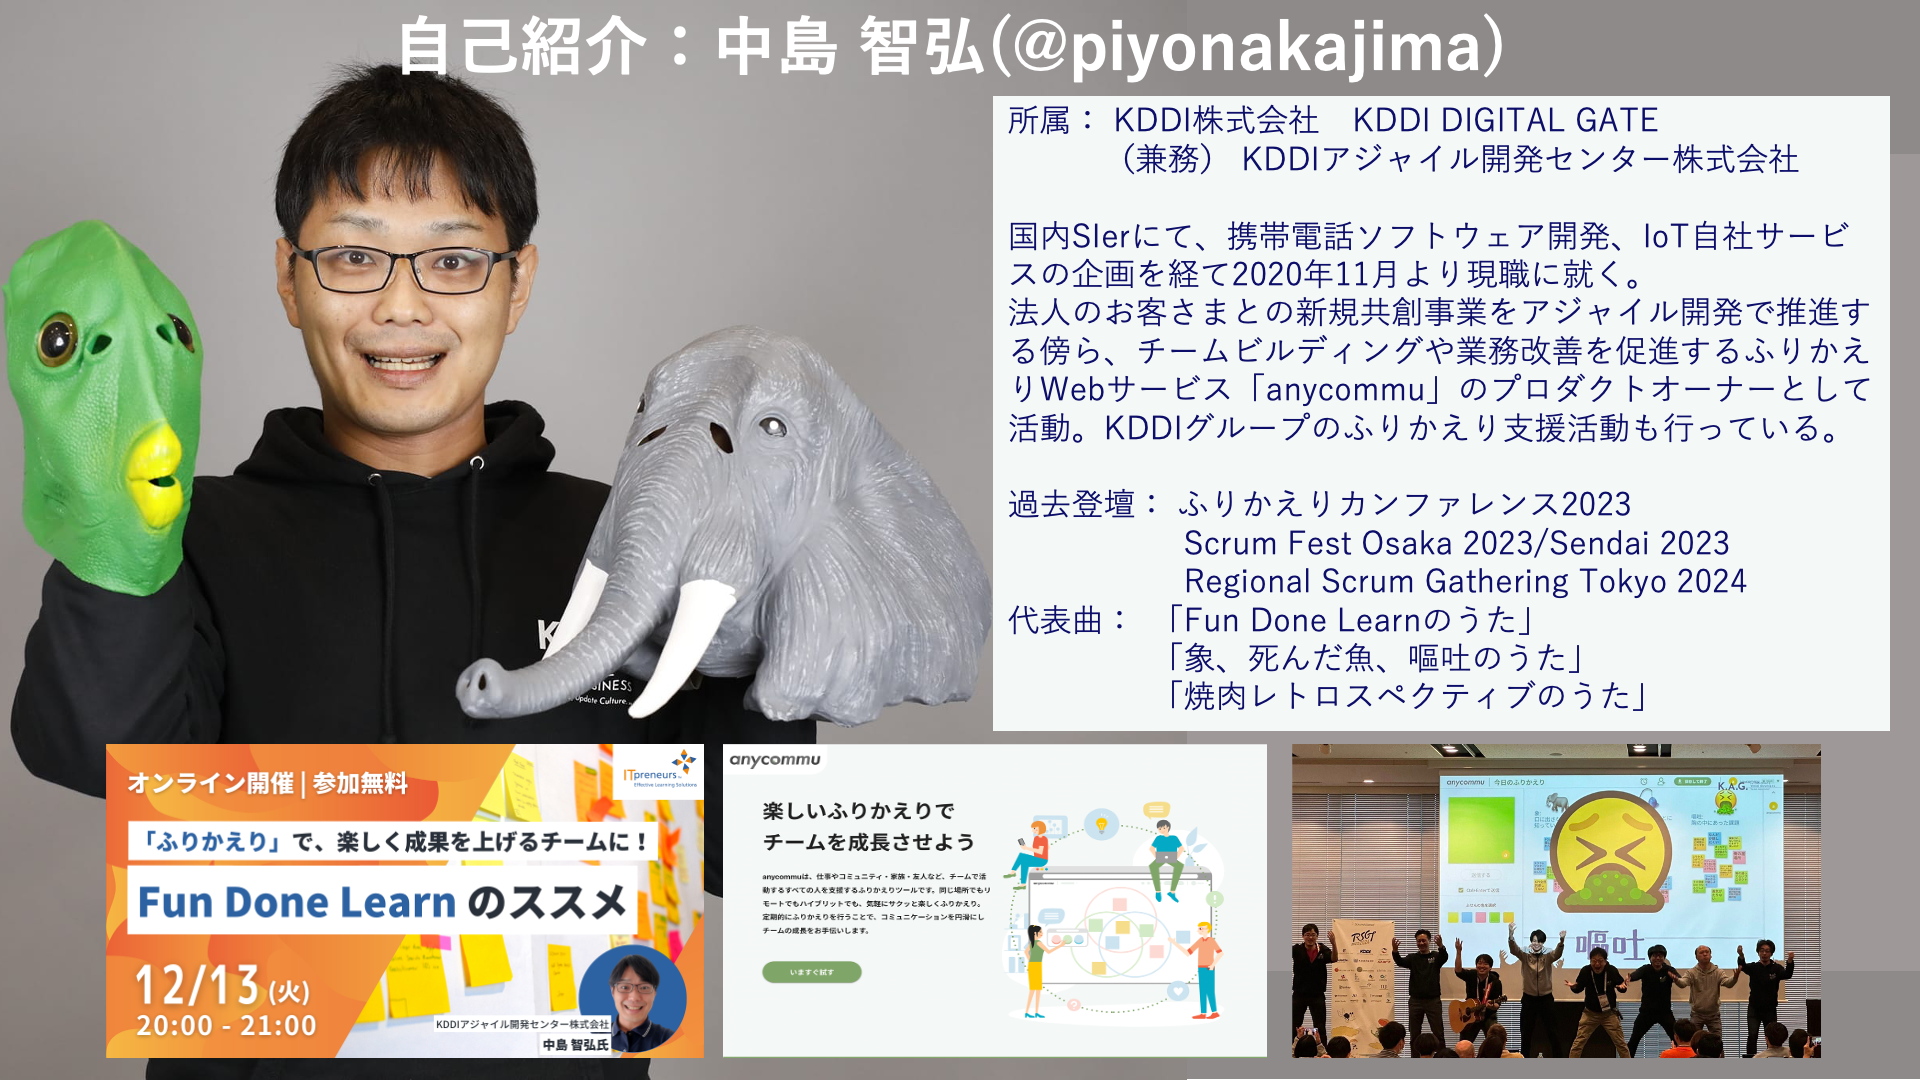 自己紹介：中島 智弘(@piyonakajima)
所属： KDDI株式会社　KDDI DIGITAL GATE
（兼務） KDDIアジャイル開発センター株式会社
国内SIerにて、携帯電話ソフトウェア開発、IoT自社サービ
スの企画を経て2020年11月より現職に就く。
法人のお客さまとの新規共創事業をアジャイル開発で推進す
る傍ら、チームビルディングや業務改善を促進するふりかえ
りWebサービス「anycommu」のプロダクトオーナーとして
活動。KDDIグループのふりかえり支援活動も行っている。
過去登壇： ふりかえりカンファレンス2023
Scrum Fest Osaka 2023/Sendai 2023
Regional Scrum Gathering Tokyo 2024
代表曲： 「Fun Done Learnのうた」
「象、死んだ魚、嘔吐のうた」
「焼肉レトロスペクティブのうた」
INESS
Update Culture.
オンライン開催 | 参加無料
ITpreneurs
Effective Learning Solutions
「ふりかえり」で、楽しく成果を上げるチームに！
Fun Done Learn のススメ
12/13 (火)
20:00 - 21:00
KDDIアジャイル開発センター株式会社
中島 智弘氏
anycommu
楽しいふりかえりで
チームを成長させよう
anycommuは、仕事やコミュニティ・家族・友人など、チームで活
動するすべての人を支援するふりかえりツールです。同じ場所でもリ
モートでもハイブリットでも、気軽にサクッと楽しくふりかえり。
定期的にふりかえりを行うことで、コミュニケーションを円滑にし
チームの成長をお手伝いします。
いますぐ試す
anycommu 今日のふりかえり
K.A.G.
嘔吐
RSGT
KDDI